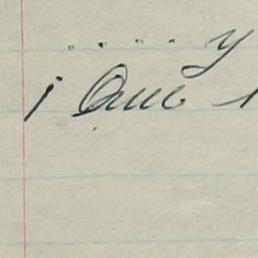 ..... y
¡ Que